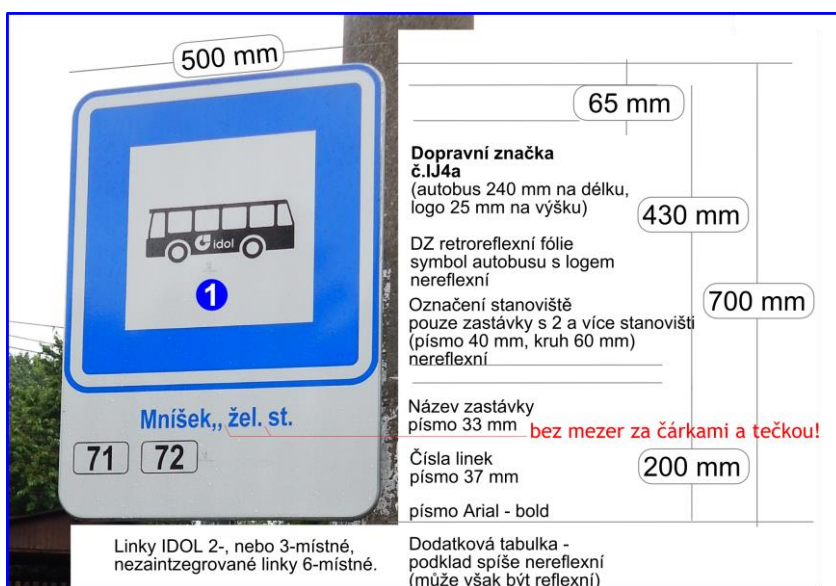 500 mm
65 mm
Dopravní značka
č.IJ4a
(autobus 240 mm na délku,
logo 25 mm na výšku)
430 mm
DZ retroreflexní fólie
symbol autobusu s logem
nereflexní
idol
1
700 mm
Označení stanoviště
pouze zastávky s 2 a více stanovišti
(písmo 40 mm, kruh 60 mm)
nereflexní
Mníšek,, žel. st.
Název zastávky
písmo 33 mm
bez mezer za čárkami a tečkou!
71 72
Čísla linek
písmo 37 mm
200 mm
písmo Arial - bold
Linky IDOL 2-, nebo 3-místné,
nezaintzegrované linky 6-místné.
Dodatková tabulka -
podklad spíše nereflexní
(může však být reflexní)